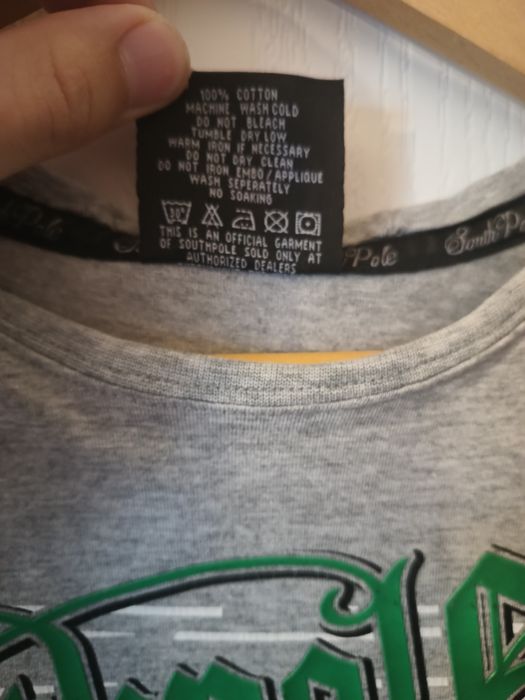 100% COTTON
MACHINE WASH COLD
DO NOT BLEACH
TUMBLE DRY LOW
WARM IRON IF NECESSARY
DO NOT DRY CLEAN
DO NOT IRON EMBO/APPLIQUE
WASH SEPERATELY
NO SOAKING
30°
THIS IS AN OFFICIAL GARMENT
OF SOUTHPOLE SOLD ONLY AT
AUTHORIZED DEALERS
Pole
Pole
South Po